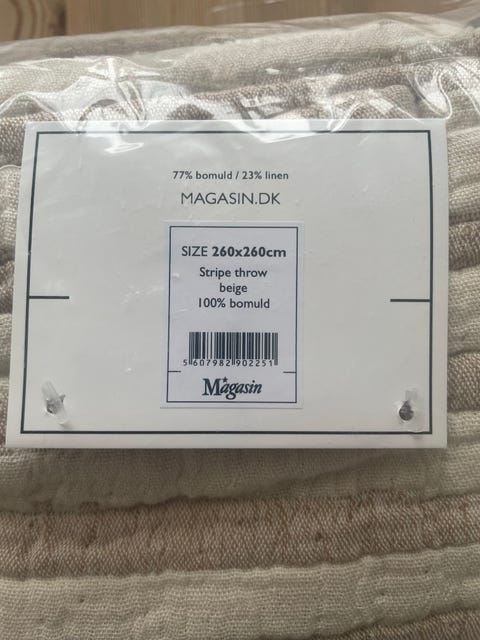 77% bomuld / 23% linen
MAGASIN.DK
SIZE 260x260cm
Stripe throw
beige
100% bomuld
5 607982 902251
Magasin